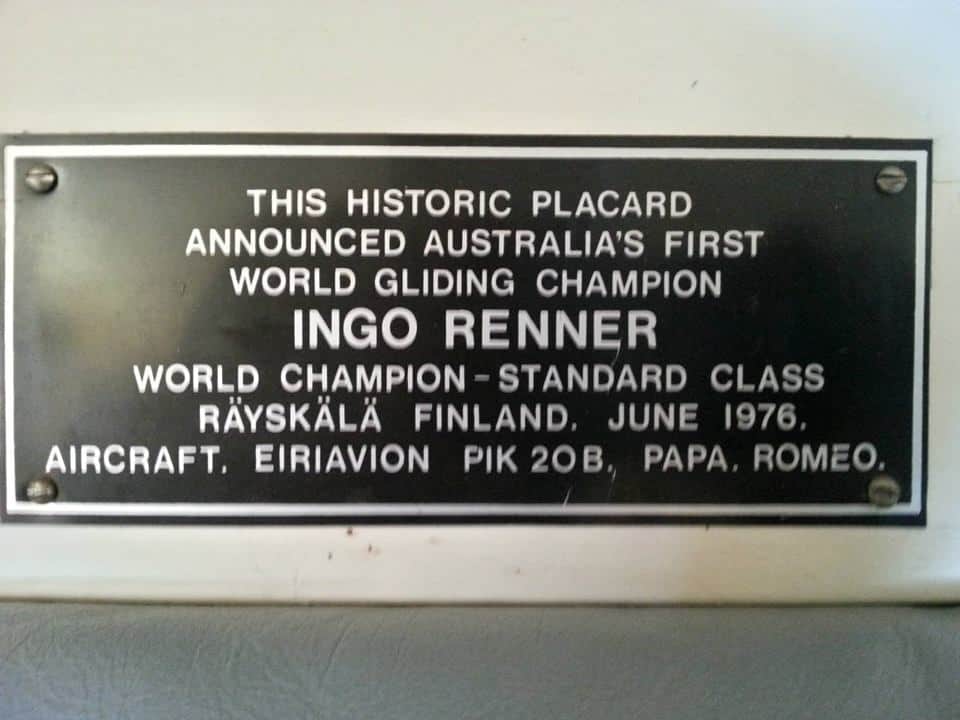 THIS HISTORIC PLACARD
ANNOUNCED AUSTRALIA'S FIRST
WORLD GLIDING CHAMPION
INGO RENNER
WORLD CHAMPION - STANDARD CLASS
RÄYSKÄLÄ FINLAND. JUNE 1976.
AIRCRAFT. EIRIAVION PIK 20B. PAPA. ROMEO.